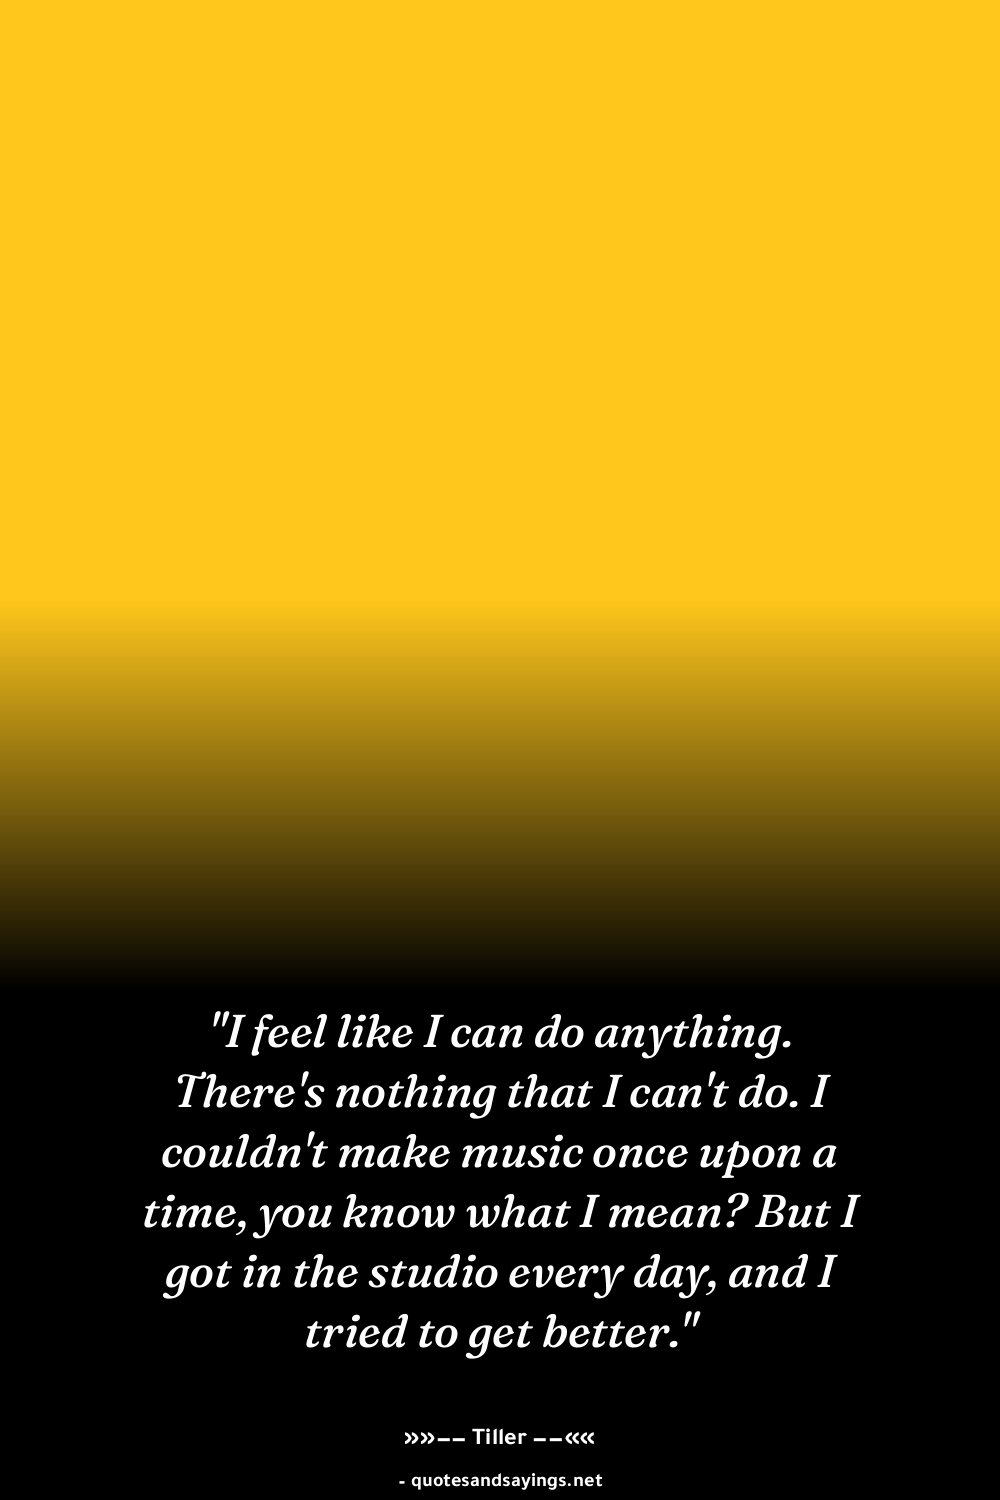 "I feel like I can do anything.
There's nothing that I can't do. I
couldn't make music once upon a
time, you know what I mean? But I
got in the studio every day, and I
tried to get better."
»»–– Tiller ––««
- quotesandsayings.net